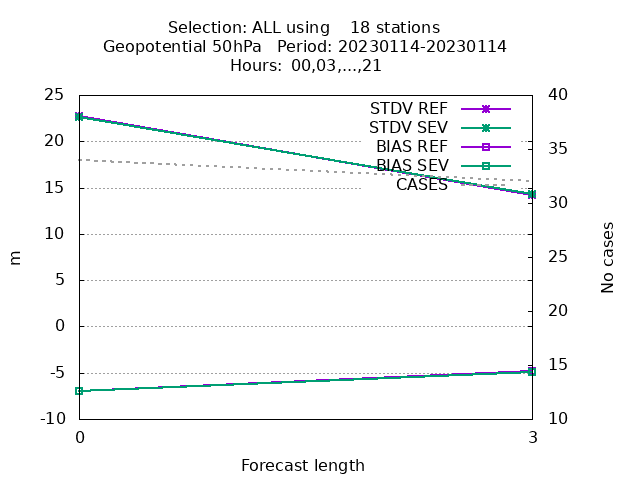 Selection: ALL using    18 stations
Geopotential 50hPa   Period: 20230114-20230114
Hours:  00,03,...,21
25
20
15
10
5
0
-5
-10
40
35
30
25
20
15
10
STDV REF
STDV SEV
BIAS REF
BIAS SEV
CASES
m
No cases
0
3
Forecast length